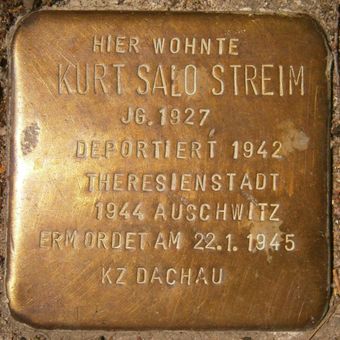 HIER WOHNTE
KURT SALO STREIM
JG. 1927
DEPORTIERT 1942
THERESIENSTADT
1944 AUSCHWITZ
ERMORDET AM 22.1.1945
KZ DACHAU